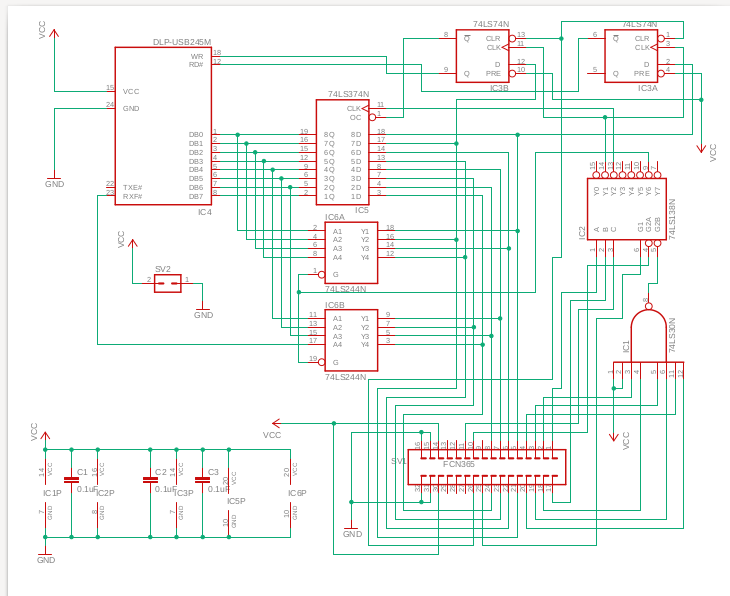 74LS74N
74LS74N
VCC
8 Q CLR 13
CLK 11
D 12
9 Q PRE 10
IC3B
6 Q CLR 1
CLK 3
D 2
5 Q PRE 4
IC3A
DLP-USB245M
WR 18
RD# 12
15 VCC
24 GND
DB0 1
DB1 2
DB2 3
DB3 4
DB4 5
DB5 6
DB6 7
DB7 8
22 TXE#
23 RXF#
IC4
GND
74LS374N
CLK 11
OC 1
19 8Q 8D 18
16 7Q 7D 17
15 6Q 6D 14
12 5Q 5D 13
9 4Q 4D 8
6 3Q 3D 7
5 2Q 2D 4
2 1Q 1D 3
IC5
VCC
IC6A
2 A1 Y1 18
4 A2 Y2 16
6 A3 Y3 14
8 A4 Y4 12
1 G
74LS244N
IC6B
11 A1 Y1 9
13 A2 Y2 7
15 A3 Y3 5
17 A4 Y4 3
19 G
74LS244N
15 14 13 12 11 10 9 7
Y0 Y1 Y2 Y3 Y4 Y5 Y6 Y7
IC2
74LS138N
A B C G1 G2A G2B
1 2 3 6 4 5
VCC
SV2
2 1
GND
8
IC1
74LS30N
1 2 3 4 5 6 11 12
VCC
VCC
SV1
FCN365
GND
VCC
14 VCC
C1
0.1uF
16 VCC
C2
0.1uF
14 VCC
C3
0.1uF
20 VCC
20 VCC
IC1P
IC2P
IC3P
IC5P
IC6P
7 GND
8 GND
7 GND
10 GND
10 GND
GND